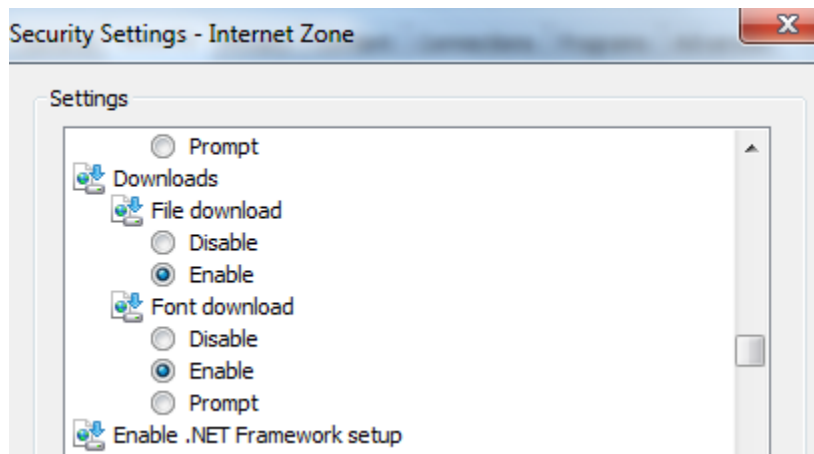 Security Settings - Internet Zone
Settings
Prompt
Downloads
File download
Disable
Enable
Font download
Disable
Enable
Prompt
Enable .NET Framework setup